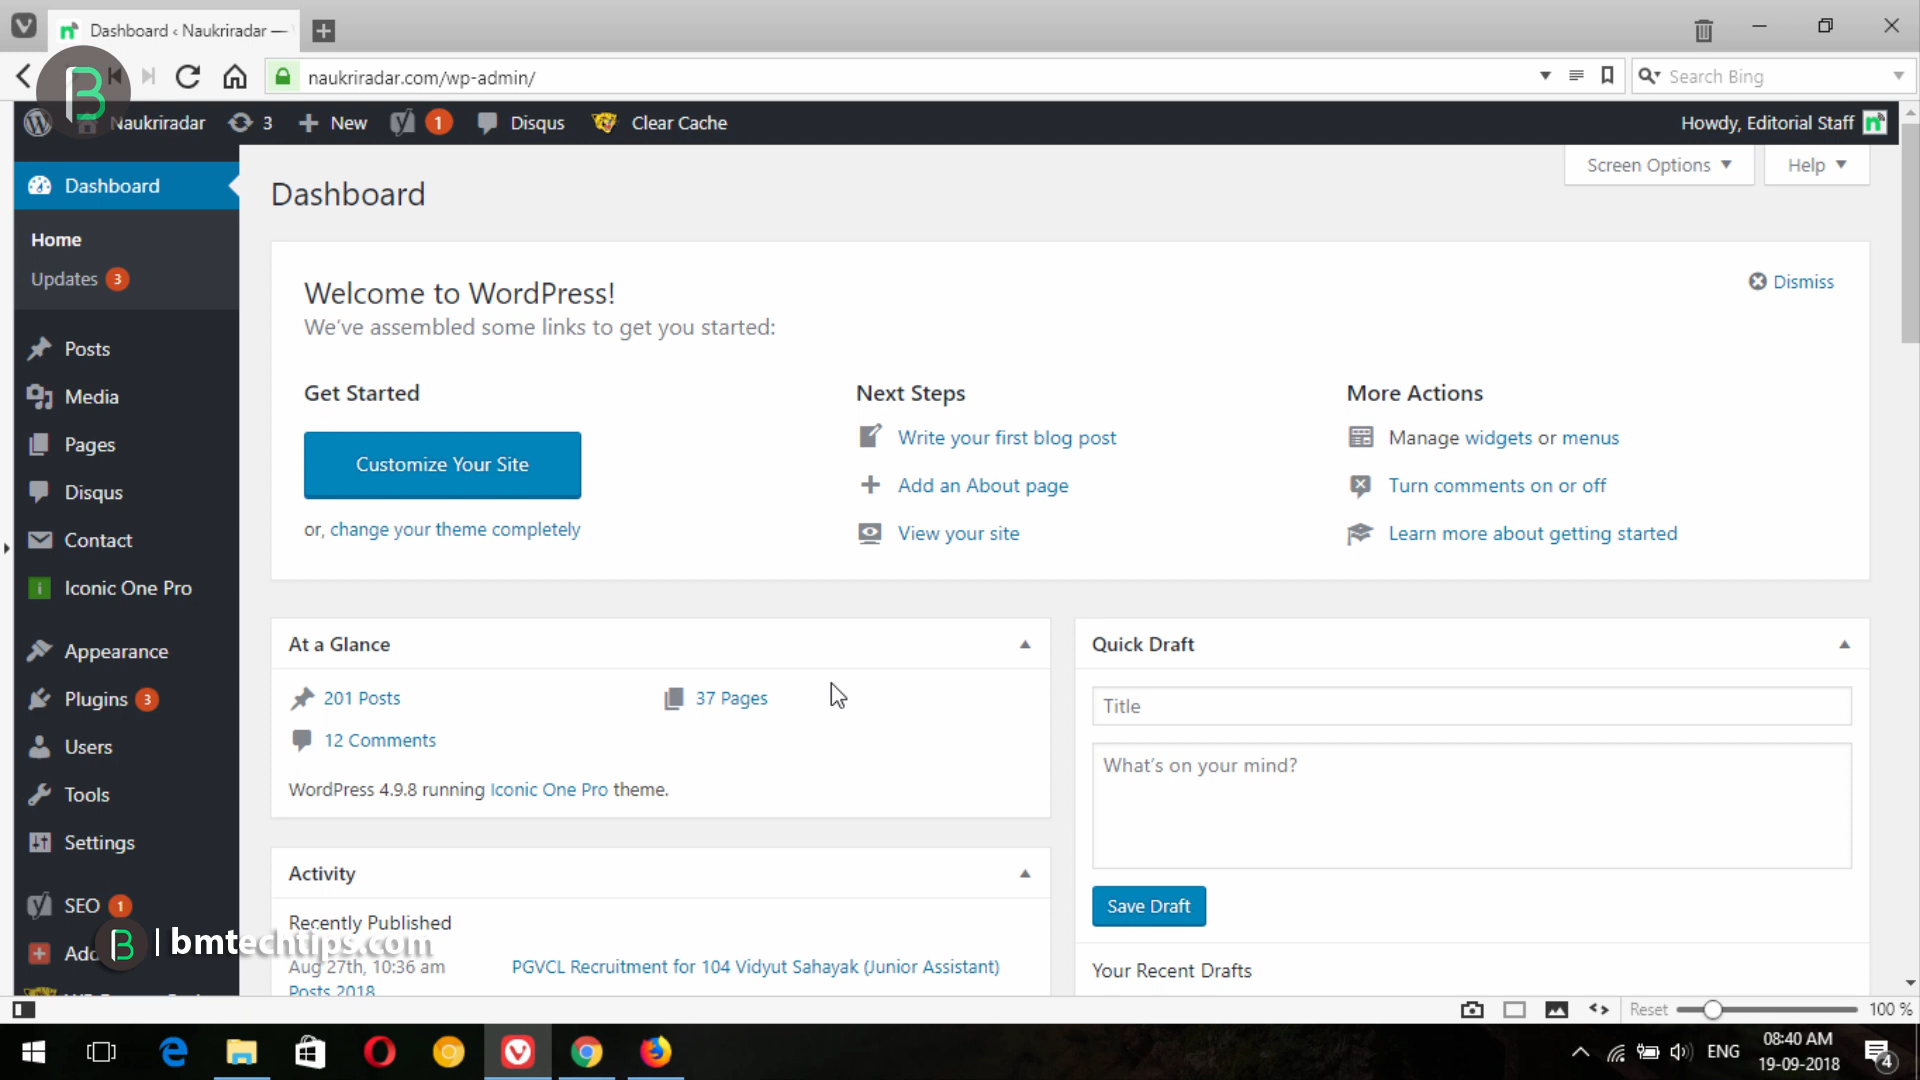 Dashboard ‹ Naukriradar —
naukriradar.com/wp-admin/
Search Bing
Naukriradar 3 New 1 Disqus Clear Cache
Howdy, Editorial Staff
Dashboard
Home
Updates 3
Posts
Media
Pages
Disqus
Contact
Iconic One Pro
Appearance
Plugins 3
Users
Tools
Settings
SEO 1
Screen Options
Help
Dashboard
Welcome to WordPress!
Dismiss
We've assembled some links to get you started:
Get Started
Customize Your Site
or, change your theme completely
Next Steps
Write your first blog post
Add an About page
View your site
More Actions
Manage widgets or menus
Turn comments on or off
Learn more about getting started
At a Glance
201 Posts
37 Pages
12 Comments
WordPress 4.9.8 running Iconic One Pro theme.
Activity
Recently Published
Aug 27th, 10:36 am
PGVCL Recruitment for 104 Vidyut Sahayak (Junior Assistant)
Posts 2018
Quick Draft
Title
What's on your mind?
Save Draft
Your Recent Drafts
B | bmtechtips.com
Reset
100 %
ENG
08:40 AM
19-09-2018
4